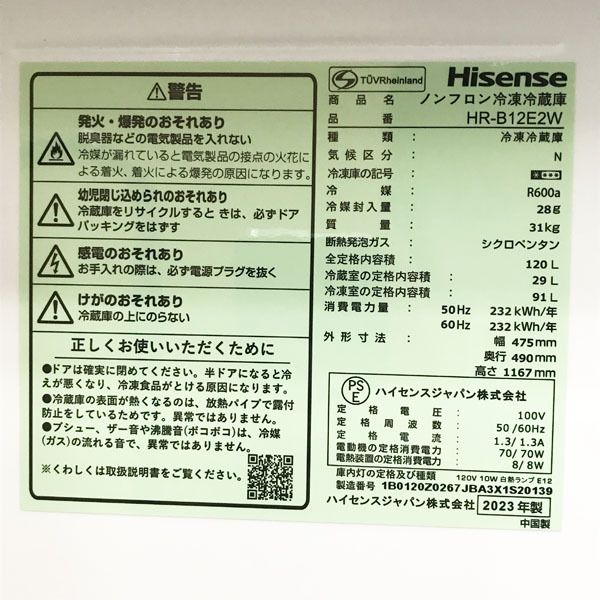 ⚠警告
発火・爆発のおそれあり
脱臭器などの電気製品を入れない
冷媒が漏れていると電気製品の接点の火花に
よる着火、着火による爆発の原因になります。
幼児閉じ込められのおそれあり
冷蔵庫をリサイクルすると きは、必ずドア
パッキングをはずす
感電のおそれあり
お手入れの際は、必ず電源プラグを抜く
けがのおそれあり
冷蔵庫の上にのらない
正しくお使いいただくために
●ドアは確実に閉めてください。半ドアになると冷
えが悪くなり、冷凍食品がとける原因になります。
●冷蔵庫の表面が熱くなるのは、放熱パイプで露付
防止をしているためです。異常ではありません。
●プシュー、ザー音や沸騰音(ボコボコ)は、冷媒
(ガス)の流れる音で、異常ではありません。
※くわしくは取扱説明書をご覧ください。
TÜVRheinland
Hisense
商品名 ノンフロン冷凍冷蔵庫
品番 HR-B12E2W
種類 : 冷凍冷蔵庫
気候区分 : N
冷凍庫の記号 :
冷媒 : R600a
冷媒封入量 : 28g
質量 : 31kg
断熱発泡ガス : シクロペンタン
全定格内容積 : 120 L
冷蔵室の定格内容積 : 29 L
冷凍室の定格内容積 : 91 L
消費電力量 : 50Hz 232 kWh/年
60Hz 232 kWh/年
外形寸法 : 幅 475mm
奥行 490mm
高さ 1167mm
PSE ハイセンスジャパン株式会社
定格電圧 : 100V
定格周波数 : 50/60Hz
定格電流 : 1.3/1.3A
電動機の定格消費電力 : 70/70W
電熱装置の定格消費電力 : 8/8W
庫内灯の定格及び種類 120V 10W 白熱ランプ E12
製造番号 1B0120Z0267JBA3X1S20139
ハイセンスジャパン株式会社 2023 年製
中国製